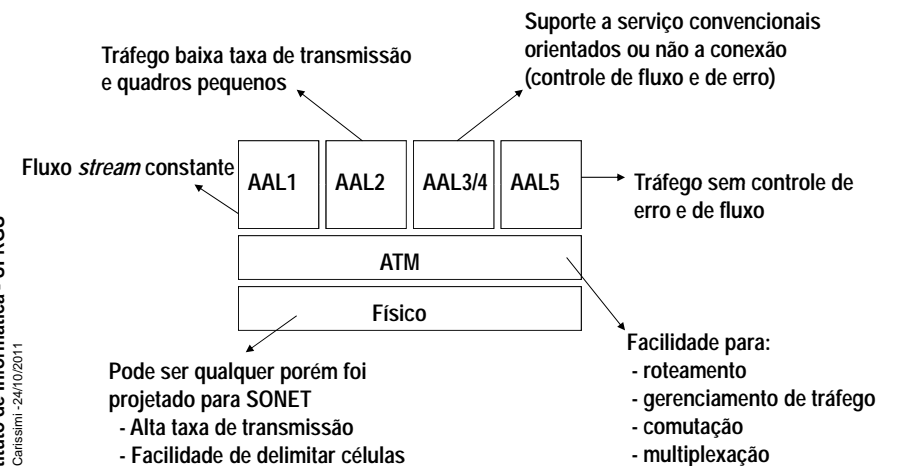 Suporte a serviço convencionais
orientados ou não a conexão
(controle de fluxo e de erro)
Tráfego baixa taxa de transmissão
e quadros pequenos
Fluxo stream constante
AAL1
AAL2
AAL3/4
AAL5
Tráfego sem controle de
erro e de fluxo
ATM
Físico
Facilidade para:
- roteamento
- gerenciamento de tráfego
- comutação
- multiplexação
Pode ser qualquer porém foi
projetado para SONET
- Alta taxa de transmissão
- Facilidade de delimitar células
Informática - UFRGS
Carissimi -24/10/2011